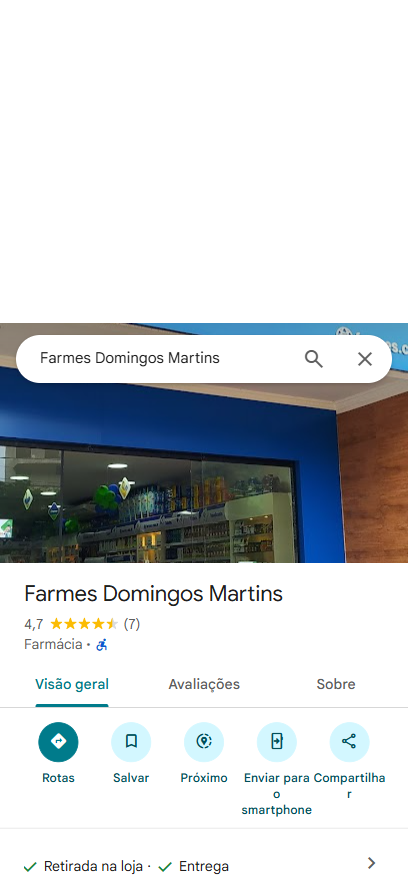 Farmes Domingos Martins
Farmes Domingos Martins
4,7 (7)
Farmácia ·
Visão geral
Avaliações
Sobre
Rotas
Salvar
Próximo
Enviar para o smartphone
Compartilhar
Retirada na loja · Entrega